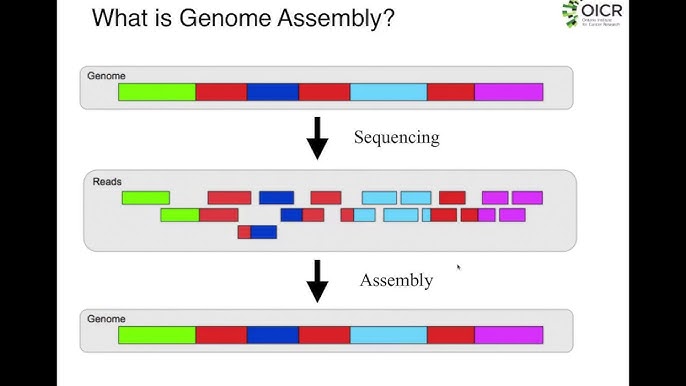 What is Genome Assembly?
OICR
Ontario Institute
for Cancer Research
Genome
Sequencing
Reads
Assembly
Genome